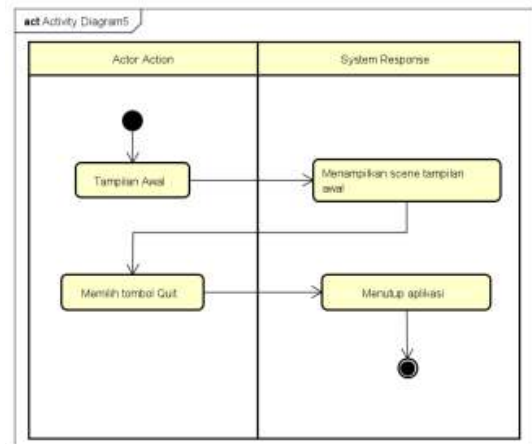 act Activity Diagram5
Actor Action
System Response
Tampilan Awal
Menampilkan scene tampilan
awal
Memilih tombol Quit
Menutup aplikasi